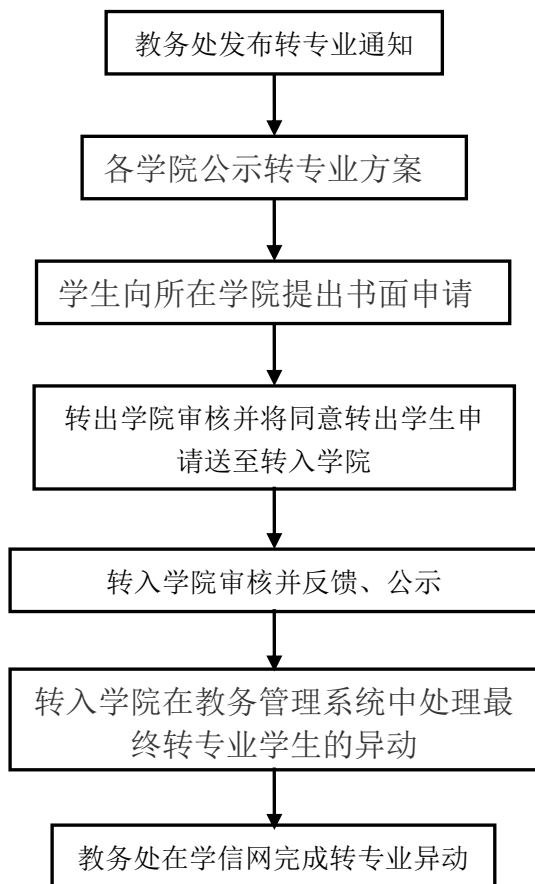 教务处发布转专业通知
各学院公示转专业方案
学生向所在学院提出书面申请
转出学院审核并将同意转出学生申
请送至转入学院
转入学院审核并反馈、公示
转入学院在教务管理系统中处理最
终转专业学生的异动
教务处在学信网完成转专业异动